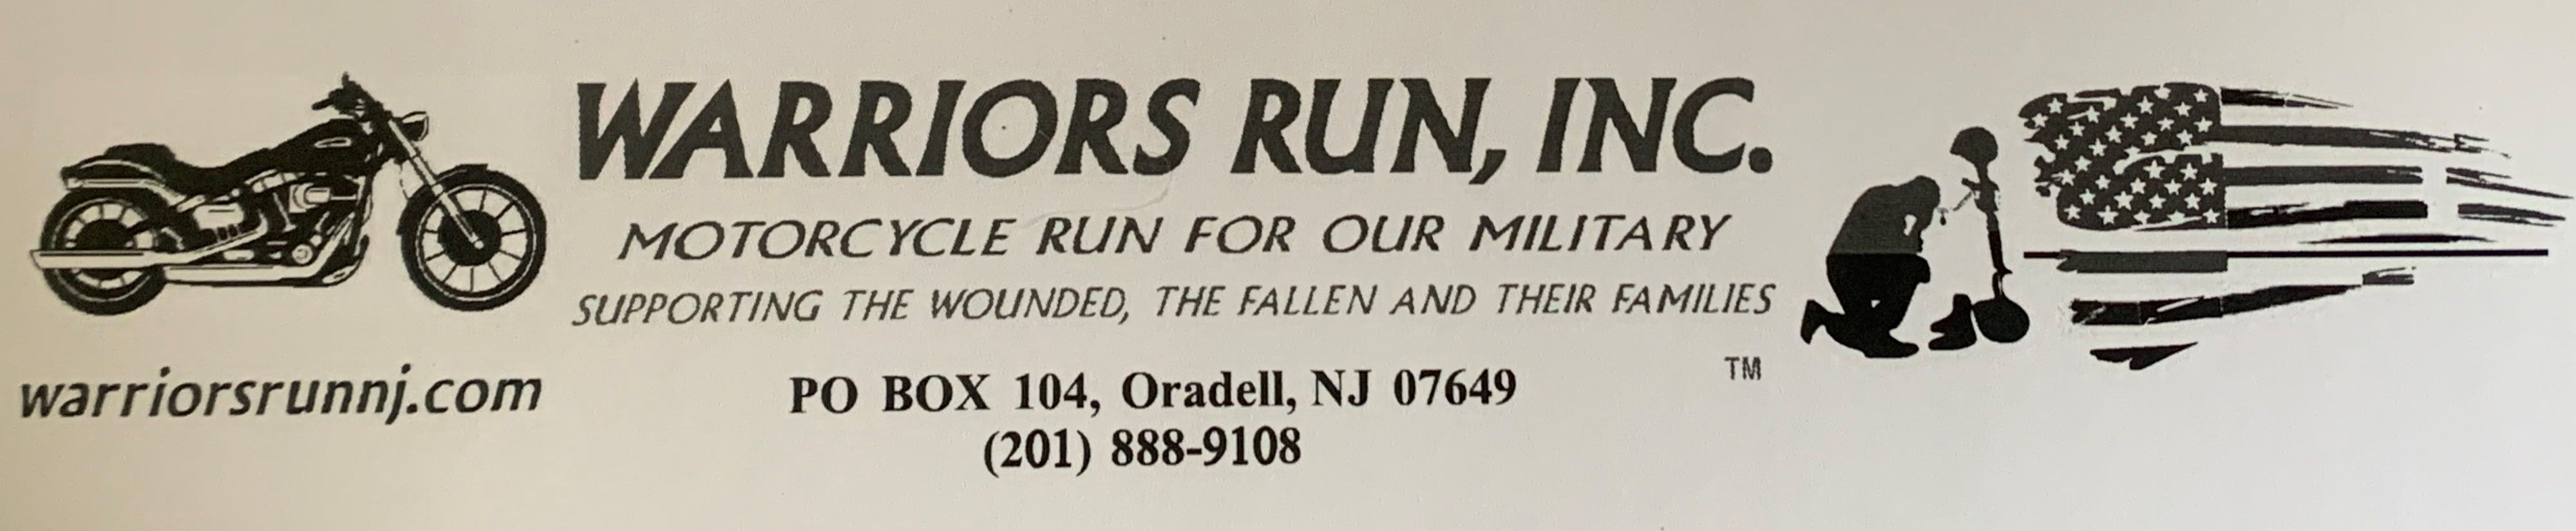 WARRIORS RUN, INC.
MOTORCYCLE RUN FOR OUR MILITARY
SUPPORTING THE WOUNDED, THE FALLEN AND THEIR FAMILIES
TM
warriorsrunnj.com
PO BOX 104, Oradell, NJ 07649
(201) 888-9108